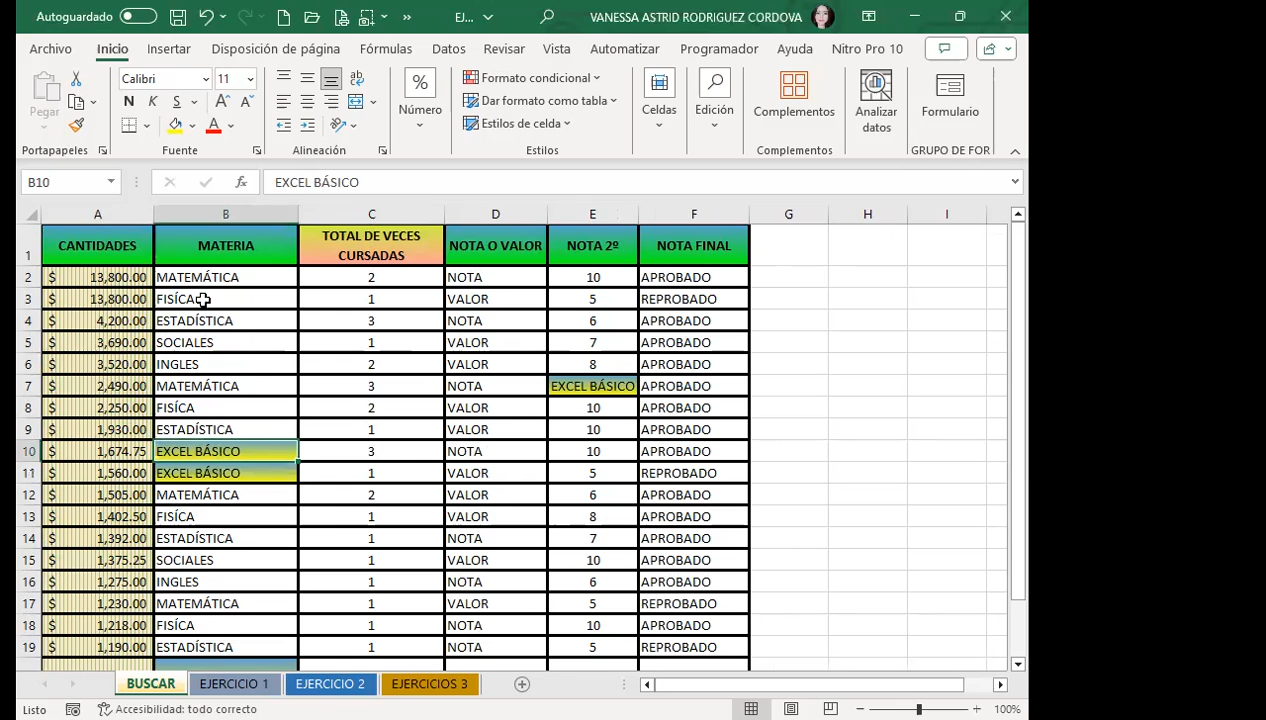 Autoguardado EJ... VANESSA ASTRID RODRIGUEZ CORDOVA
Archivo Inicio Insertar Disposición de página Fórmulas Datos Revisar Vista Automatizar Programador Ayuda Nitro Pro 10
Pegar Calibri 11 N K S Número Formato condicional Dar formato como tabla Estilos de celda Celdas Edición Complementos Analizar datos Formulario
Portapapeles Fuente Alineación Estilos Complementos GRUPO DE FOR
B10 fx EXCEL BÁSICO
A B C D E F G H I
1 CANTIDADES MATERIA TOTAL DE VECES CURSADAS NOTA O VALOR NOTA 2º NOTA FINAL
2 $ 13,800.00 MATEMÁTICA 2 NOTA 10 APROBADO
3 $ 13,800.00 FISÍCA 1 VALOR 5 REPROBADO
4 $ 4,200.00 ESTADÍSTICA 3 NOTA 6 APROBADO
5 $ 3,690.00 SOCIALES 1 VALOR 7 APROBADO
6 $ 3,520.00 INGLES 2 VALOR 8 APROBADO
7 $ 2,490.00 MATEMÁTICA 3 NOTA EXCEL BÁSICO APROBADO
8 $ 2,250.00 FISÍCA 2 VALOR 10 APROBADO
9 $ 1,930.00 ESTADÍSTICA 1 VALOR 10 APROBADO
10 $ 1,674.75 EXCEL BÁSICO 3 NOTA 10 APROBADO
11 $ 1,560.00 EXCEL BÁSICO 1 VALOR 5 REPROBADO
12 $ 1,505.00 MATEMÁTICA 2 VALOR 6 APROBADO
13 $ 1,402.50 FISÍCA 1 VALOR 8 APROBADO
14 $ 1,392.00 ESTADÍSTICA 1 NOTA 7 APROBADO
15 $ 1,375.25 SOCIALES 1 VALOR 10 APROBADO
16 $ 1,275.00 INGLES 1 NOTA 6 APROBADO
17 $ 1,230.00 MATEMÁTICA 1 VALOR 5 REPROBADO
18 $ 1,218.00 FISÍCA 1 NOTA 10 APROBADO
19 $ 1,190.00 ESTADÍSTICA 1 NOTA 5 REPROBADO
BUSCAR EJERCICIO 1 EJERCICIO 2 EJERCICIOS 3
Listo Accesibilidad: todo correcto 100%